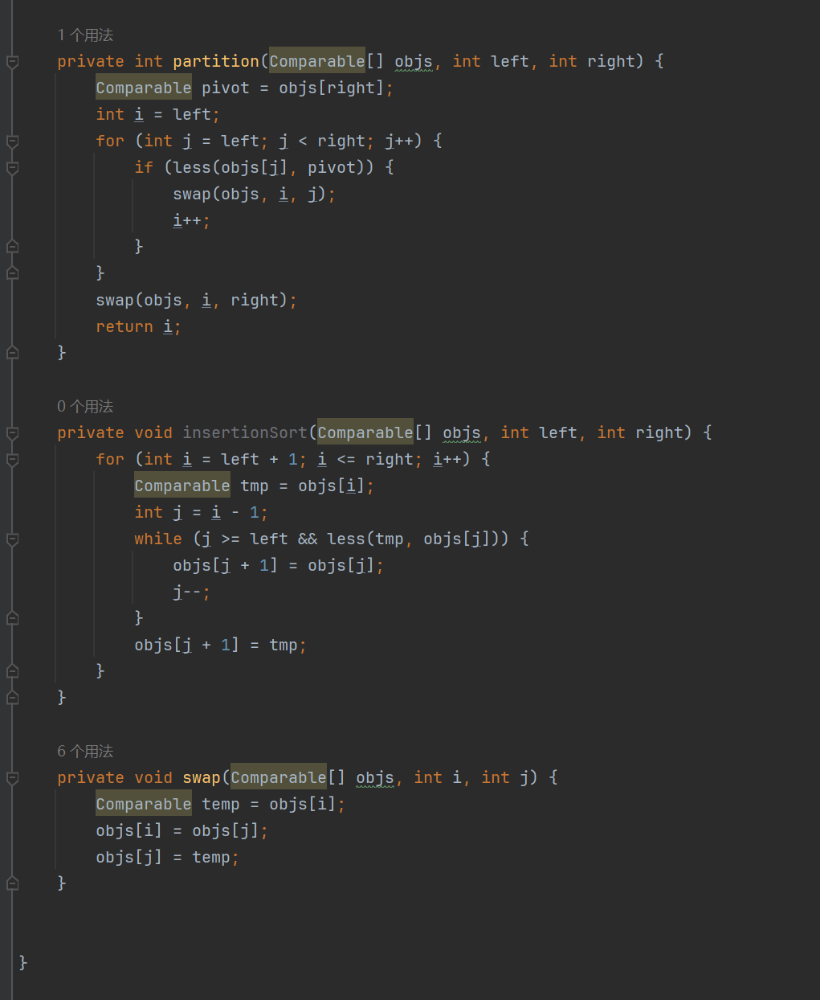 1 个用法
private int partition(Comparable[] objs, int left, int right) {
Comparable pivot = objs[right];
int i = left;
for (int j = left; j < right; j++) {
if (less(objs[j], pivot)) {
swap(objs, i, j);
i++;
}
}
swap(objs, i, right);
return i;
}
0 个用法
private void insertionSort(Comparable[] objs, int left, int right) {
for (int i = left + 1; i <= right; i++) {
Comparable tmp = objs[i];
int j = i - 1;
while (j >= left && less(tmp, objs[j])) {
objs[j + 1] = objs[j];
j--;
}
objs[j + 1] = tmp;
}
}
6 个用法
private void swap(Comparable[] objs, int i, int j) {
Comparable temp = objs[i];
objs[i] = objs[j];
objs[j] = temp;
}
}